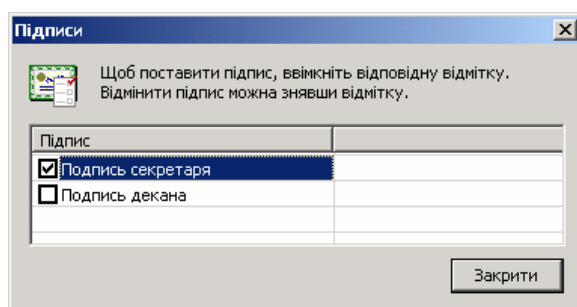 Підписи
Щоб поставити підпис, ввімкніть відповідну відмітку.
Відмінити підпис можна знявши відмітку.
Підпис
Подпись секретаря
Подпись декана
Закрити